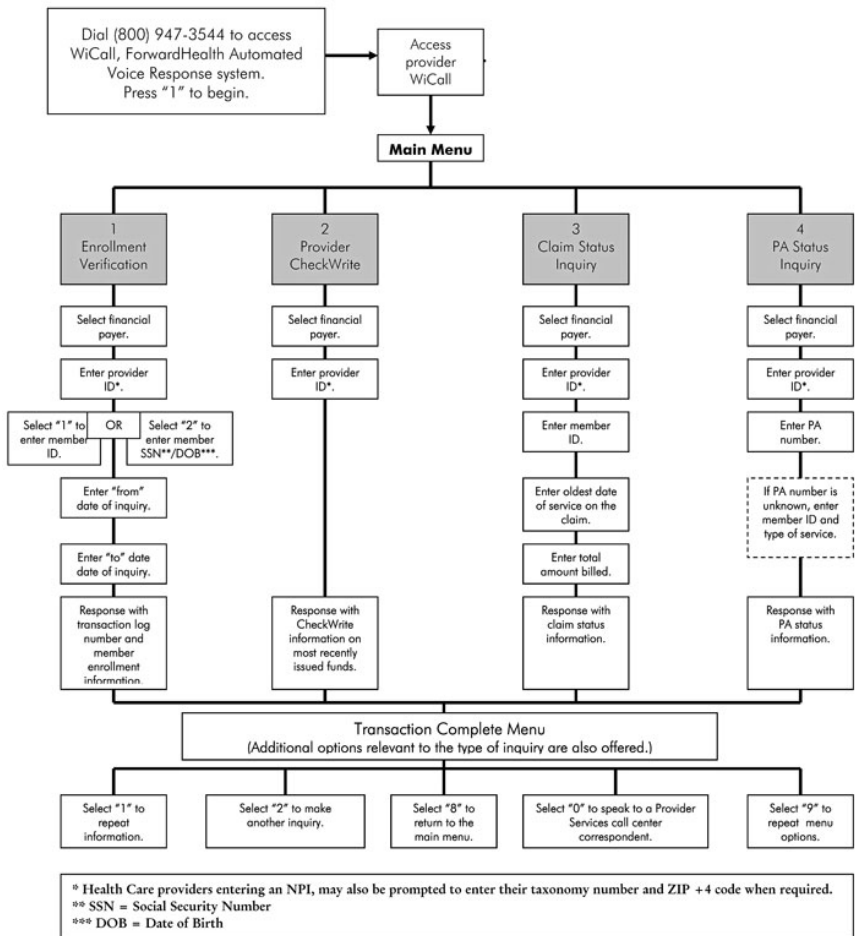 Dial (800) 947-3544 to access
WiCall, ForwardHealth Automated
Voice Response system.
Press "1" to begin.
Access
provider
WiCall
Main Menu
1
Enrollment
Verification
2
Provider
CheckWrite
3
Claim Status
Inquiry
4
PA Status
Inquiry
Select financial
payer.
Select financial
payer.
Select financial
payer.
Select financial
payer.
Enter provider
ID*.
Enter provider
ID*.
Enter provider
ID*.
Enter provider
ID*.
Select "1" to
enter member
ID.
OR
Select "2" to
enter member
SSN**/DOB***.
Enter member
ID.
Enter PA
number.
Enter "from"
date of inquiry.
Enter oldest date
of service on the
claim.
If PA number is
unknown, enter
member ID and
type of service.
Enter "to" date
date of inquiry.
Enter total
amount billed.
Response with
transaction log
number and
member
enrollment
information.
Response with
CheckWrite
information on
most recently
issued funds.
Response with
claim status
information.
Response with
PA status
information.
Transaction Complete Menu
(Additional options relevant to the type of inquiry are also offered.)
Select "1" to
repeat
information.
Select "2" to make
another inquiry.
Select "8" to
return to the
main menu.
Select "0" to speak to a Provider
Services call center
correspondent.
Select "9" to
repeat menu
options.
* Health Care providers entering an NPI, may also be prompted to enter their taxonomy number and ZIP +4 code when required.
** SSN = Social Security Number
*** DOB = Date of Birth